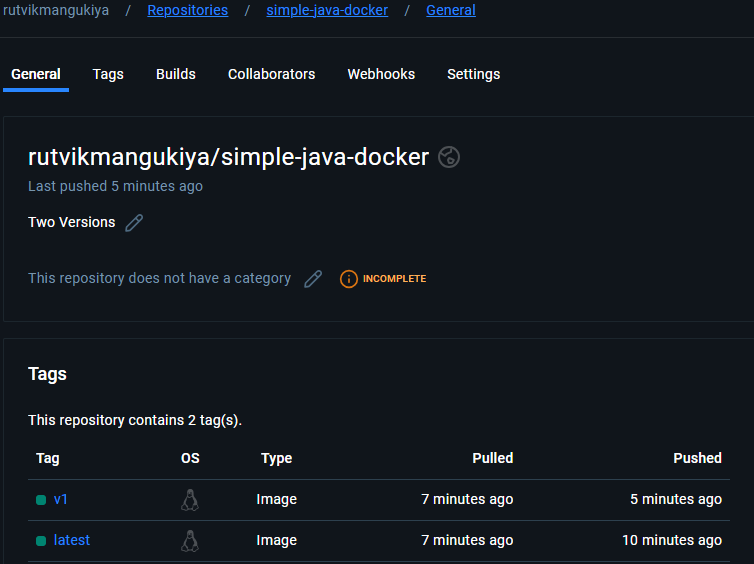 rutvikmangukiya / Repositories / simple-java-docker / General
General Tags Builds Collaborators Webhooks Settings
rutvikmangukiya/simple-java-docker
Last pushed 5 minutes ago
Two Versions
This repository does not have a category INCOMPLETE
Tags
This repository contains 2 tag(s).
Tag OS Type Pulled Pushed
v1 Image 7 minutes ago 5 minutes ago
latest Image 7 minutes ago 10 minutes ago